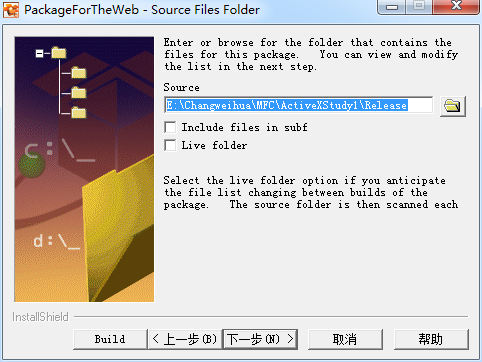 PackageForTheWeb - Source Files Folder
Enter or browse for the folder that contains the
files for this package. You can view and modify
the list in the next step.
Source
E:\Changweihua\MFC\ActiveXStudy1\Release
Include files in subf
Live folder
Select the live folder option if you anticipate
the file list changing between builds of the
package. The source folder is then scanned each
c:\_
d:\_
InstallShield
Build
< 上一步(B)
下一步(N) >
取消
帮助